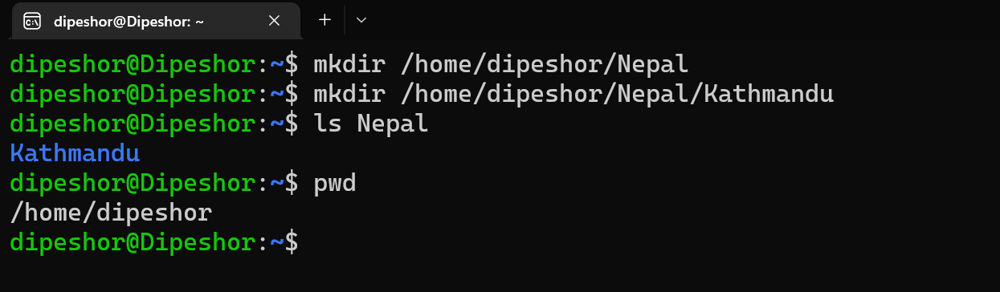 dipeshor@Dipeshor: ~
dipeshor@Dipeshor:~$ mkdir /home/dipeshor/Nepal
dipeshor@Dipeshor:~$ mkdir /home/dipeshor/Nepal/Kathmandu
dipeshor@Dipeshor:~$ ls Nepal
Kathmandu
dipeshor@Dipeshor:~$ pwd
/home/dipeshor
dipeshor@Dipeshor:~$